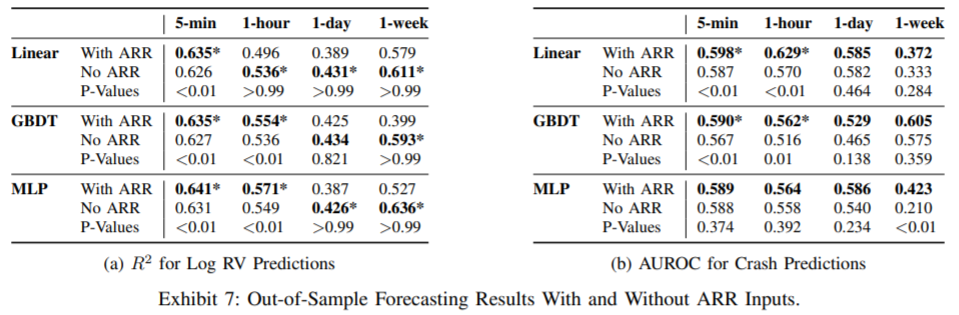 5-min 1-hour 1-day 1-week
Linear With ARR 0.635* 0.496 0.389 0.579
No ARR 0.626 0.536* 0.431* 0.611*
P-Values <0.01 >0.99 >0.99 >0.99
GBDT With ARR 0.635* 0.554* 0.425 0.399
No ARR 0.627 0.536 0.434 0.593*
P-Values <0.01 <0.01 0.821 >0.99
MLP With ARR 0.641* 0.571* 0.387 0.527
No ARR 0.631 0.549 0.426* 0.636*
P-Values <0.01 <0.01 >0.99 >0.99
(a) R² for Log RV Predictions
5-min 1-hour 1-day 1-week
Linear With ARR 0.598* 0.629* 0.585 0.372
No ARR 0.587 0.570 0.582 0.333
P-Values <0.01 <0.01 0.464 0.284
GBDT With ARR 0.590* 0.562* 0.529 0.605
No ARR 0.567 0.516 0.465 0.575
P-Values <0.01 0.01 0.138 0.359
MLP With ARR 0.589 0.564 0.586 0.423
No ARR 0.588 0.558 0.540 0.210
P-Values 0.374 0.392 0.234 <0.01
(b) AUROC for Crash Predictions
Exhibit 7: Out-of-Sample Forecasting Results With and Without ARR Inputs.